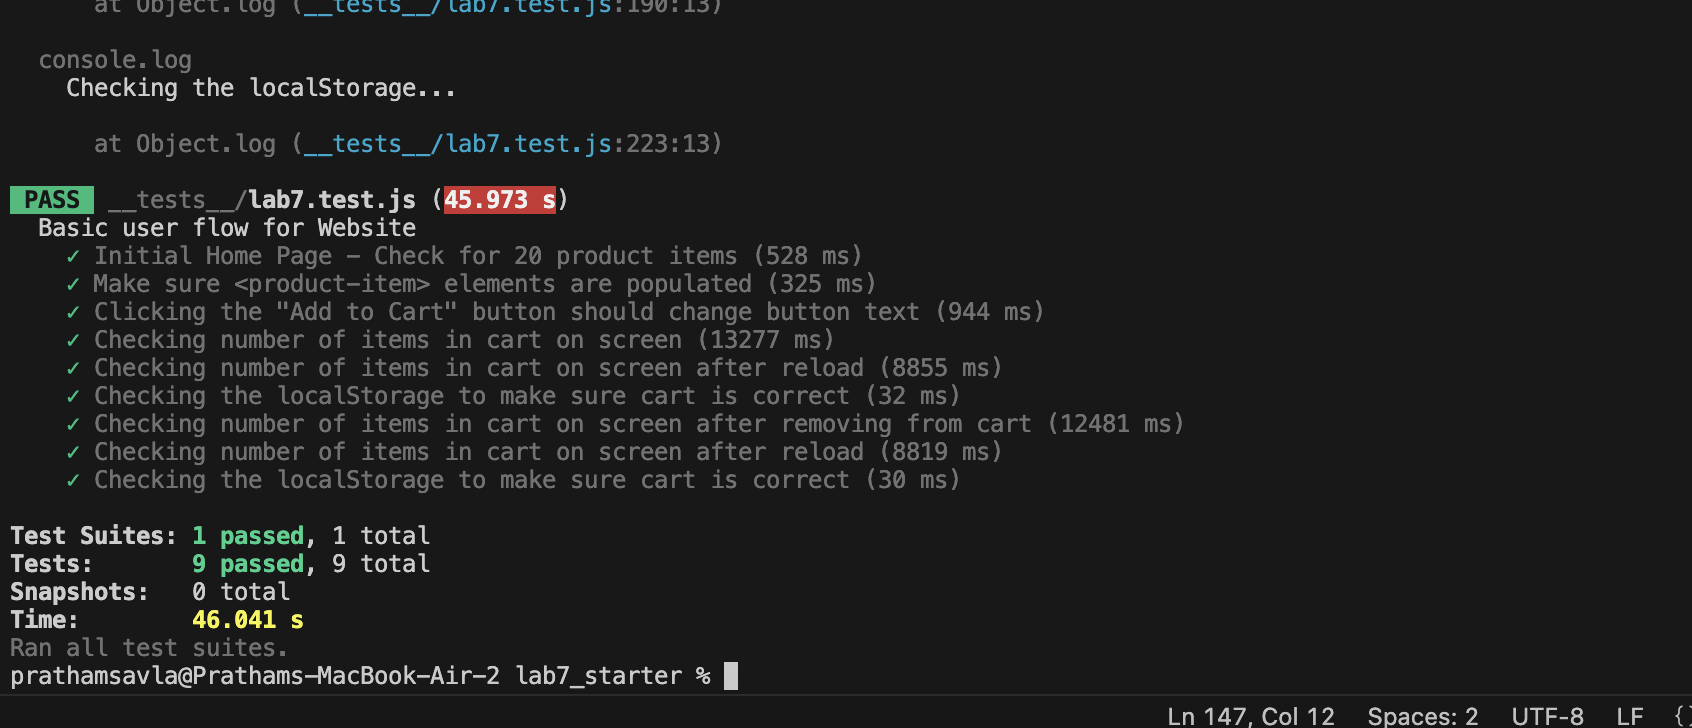 at Object.log (__tests__/lab7.test.js:190:13)
console.log
Checking the localStorage...
at Object.log (__tests__/lab7.test.js:223:13)
PASS __tests__/lab7.test.js (45.973 s)
Basic user flow for Website
✓ Initial Home Page – Check for 20 product items (528 ms)
✓ Make sure <product-item> elements are populated (325 ms)
✓ Clicking the "Add to Cart" button should change button text (944 ms)
✓ Checking number of items in cart on screen (13277 ms)
✓ Checking number of items in cart on screen after reload (8855 ms)
✓ Checking the localStorage to make sure cart is correct (32 ms)
✓ Checking number of items in cart on screen after removing from cart (12481 ms)
✓ Checking number of items in cart on screen after reload (8819 ms)
✓ Checking the localStorage to make sure cart is correct (30 ms)
Test Suites: 1 passed, 1 total
Tests: 9 passed, 9 total
Snapshots: 0 total
Time: 46.041 s
Ran all test suites.
prathamsavla@Prathams-MacBook-Air-2 lab7_starter %
Ln 147, Col 12 Spaces: 2 UTF-8 LF {